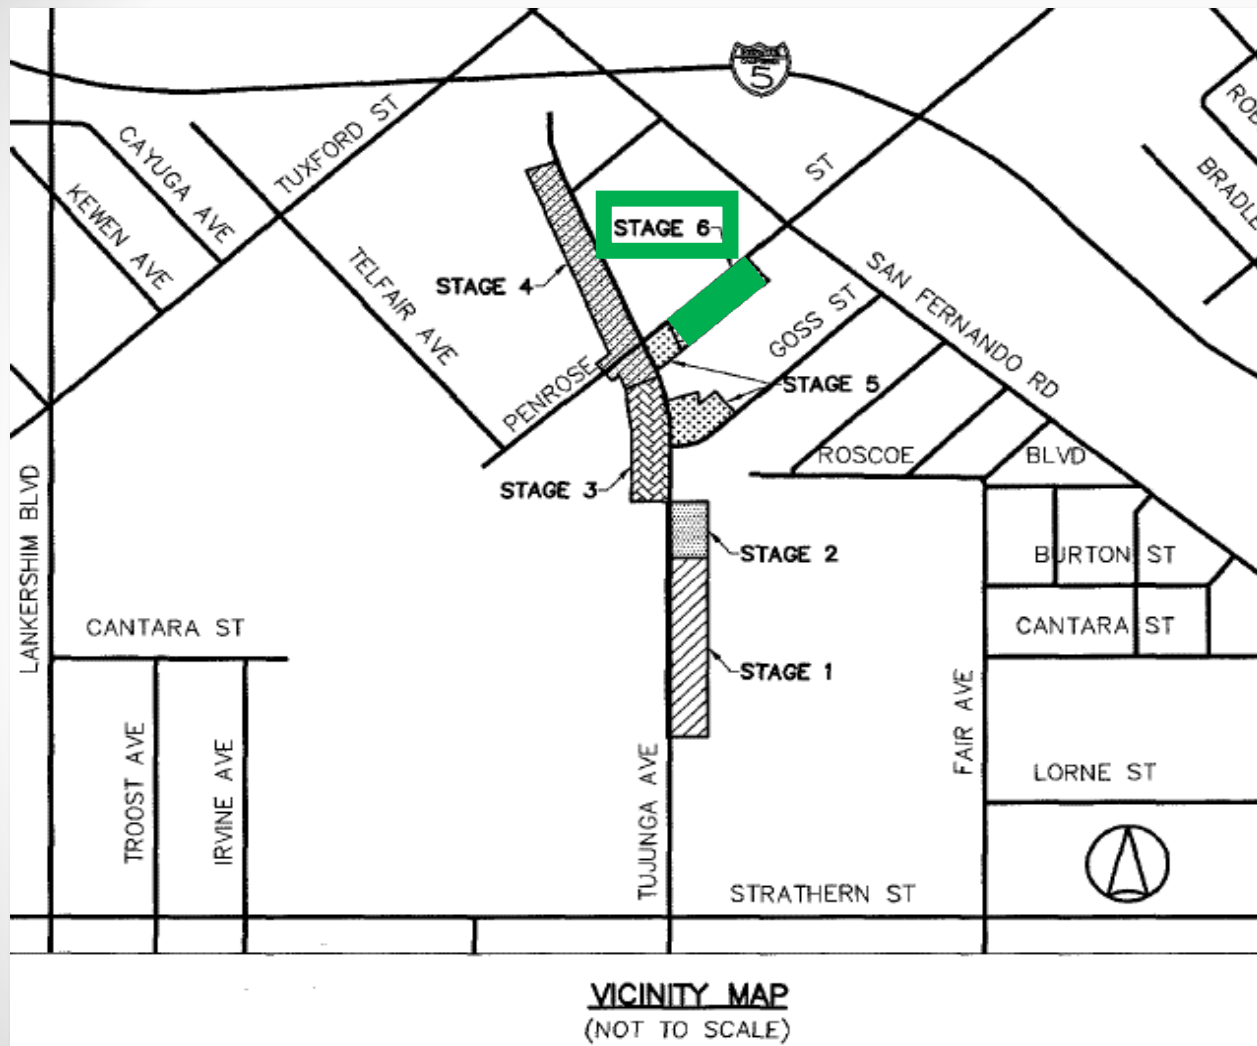 5
TUXFORD ST
CAYUGA AVE
KEWEN AVE
TELFAIR AVE
STAGE 6
ST
BRADLE
ROB
STAGE 4
SAN FERNANDO RD
GOSS ST
PENROSE
STAGE 5
ROSCOE BLVD
STAGE 3
LANKERSHIM BLVD
STAGE 2
BURTON ST
CANTARA ST
CANTARA ST
STAGE 1
TROOST AVE
IRVINE AVE
TUJUNGA AVE
FAIR AVE
LORNE ST
STRATHERN ST
VICINITY MAP
(NOT TO SCALE)